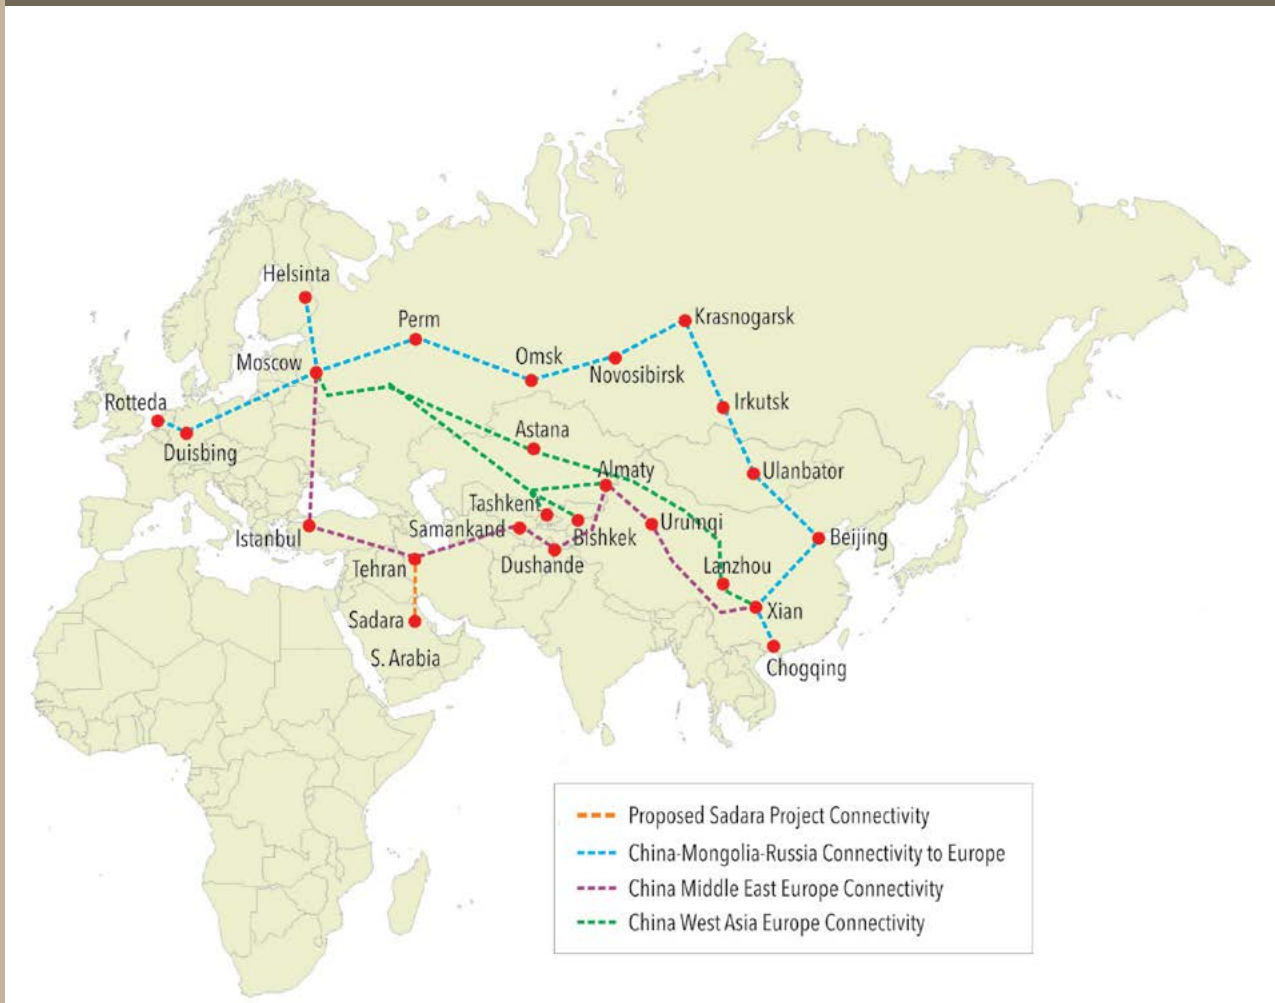 Helsinta
Perm
Krasnogarsk
Moscow
Omsk
Novosibirsk
Rotteda
Irkutsk
Duisbing
Astana
Almaty
Ulanbator
Tashkent
Samankand
Urumqi
Istanbul
Bishkek
Beijing
Tehran
Dushande
Lanzhou
Sadara
Xian
S. Arabia
Chogqing
Proposed Sadara Project Connectivity
China-Mongolia-Russia Connectivity to Europe
China Middle East Europe Connectivity
China West Asia Europe Connectivity